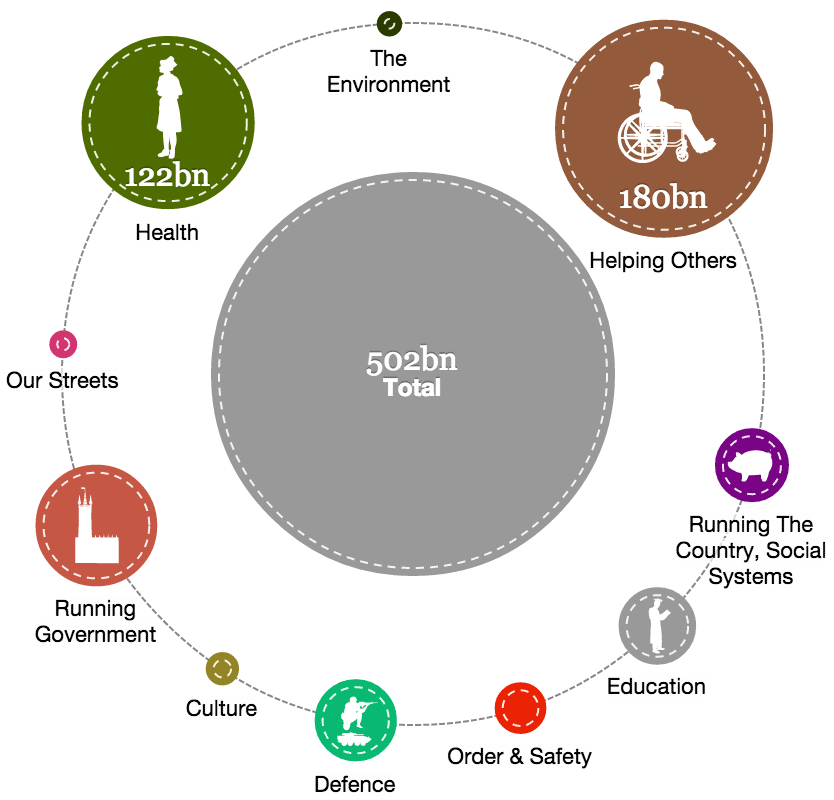 The
Environment
122bn
Health
180bn
Helping Others
502bn
Total
Our Streets
Running The
Country, Social
Systems
Running
Government
Education
Culture
Order & Safety
Defence